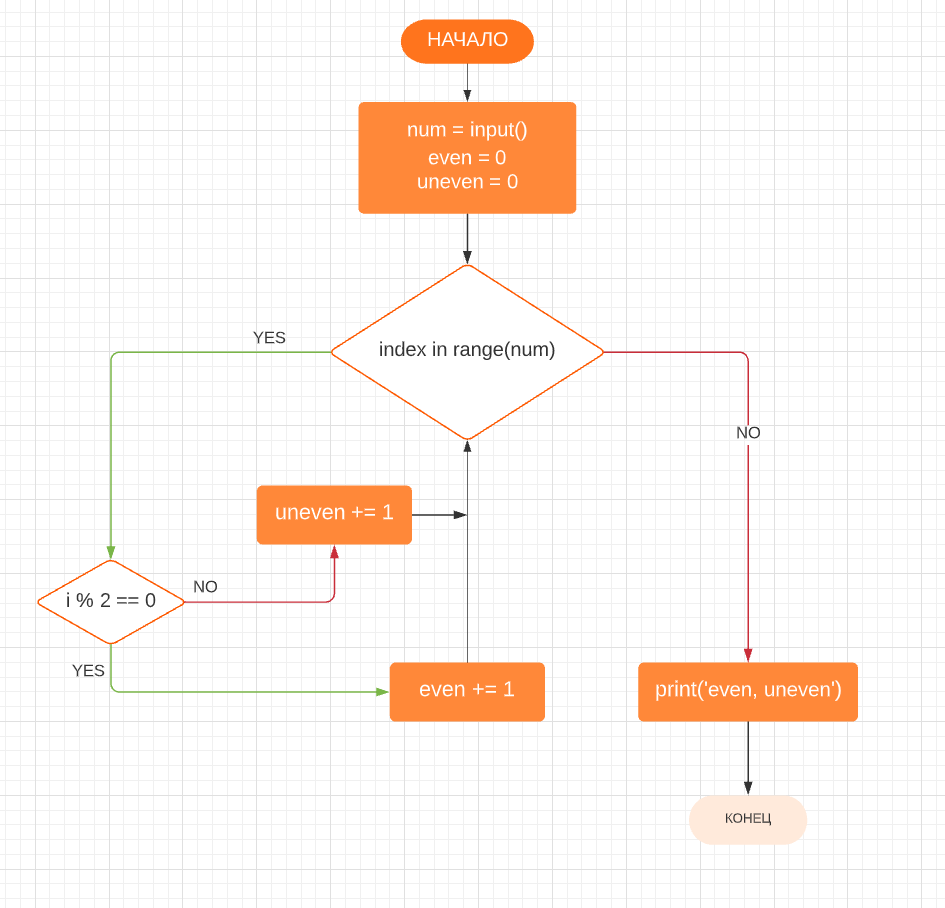 НАЧАЛО
num = input()
even = 0
uneven = 0
index in range(num)
YES
NO
uneven += 1
i % 2 == 0
NO
YES
even += 1
print('even, uneven')
КОНЕЦ